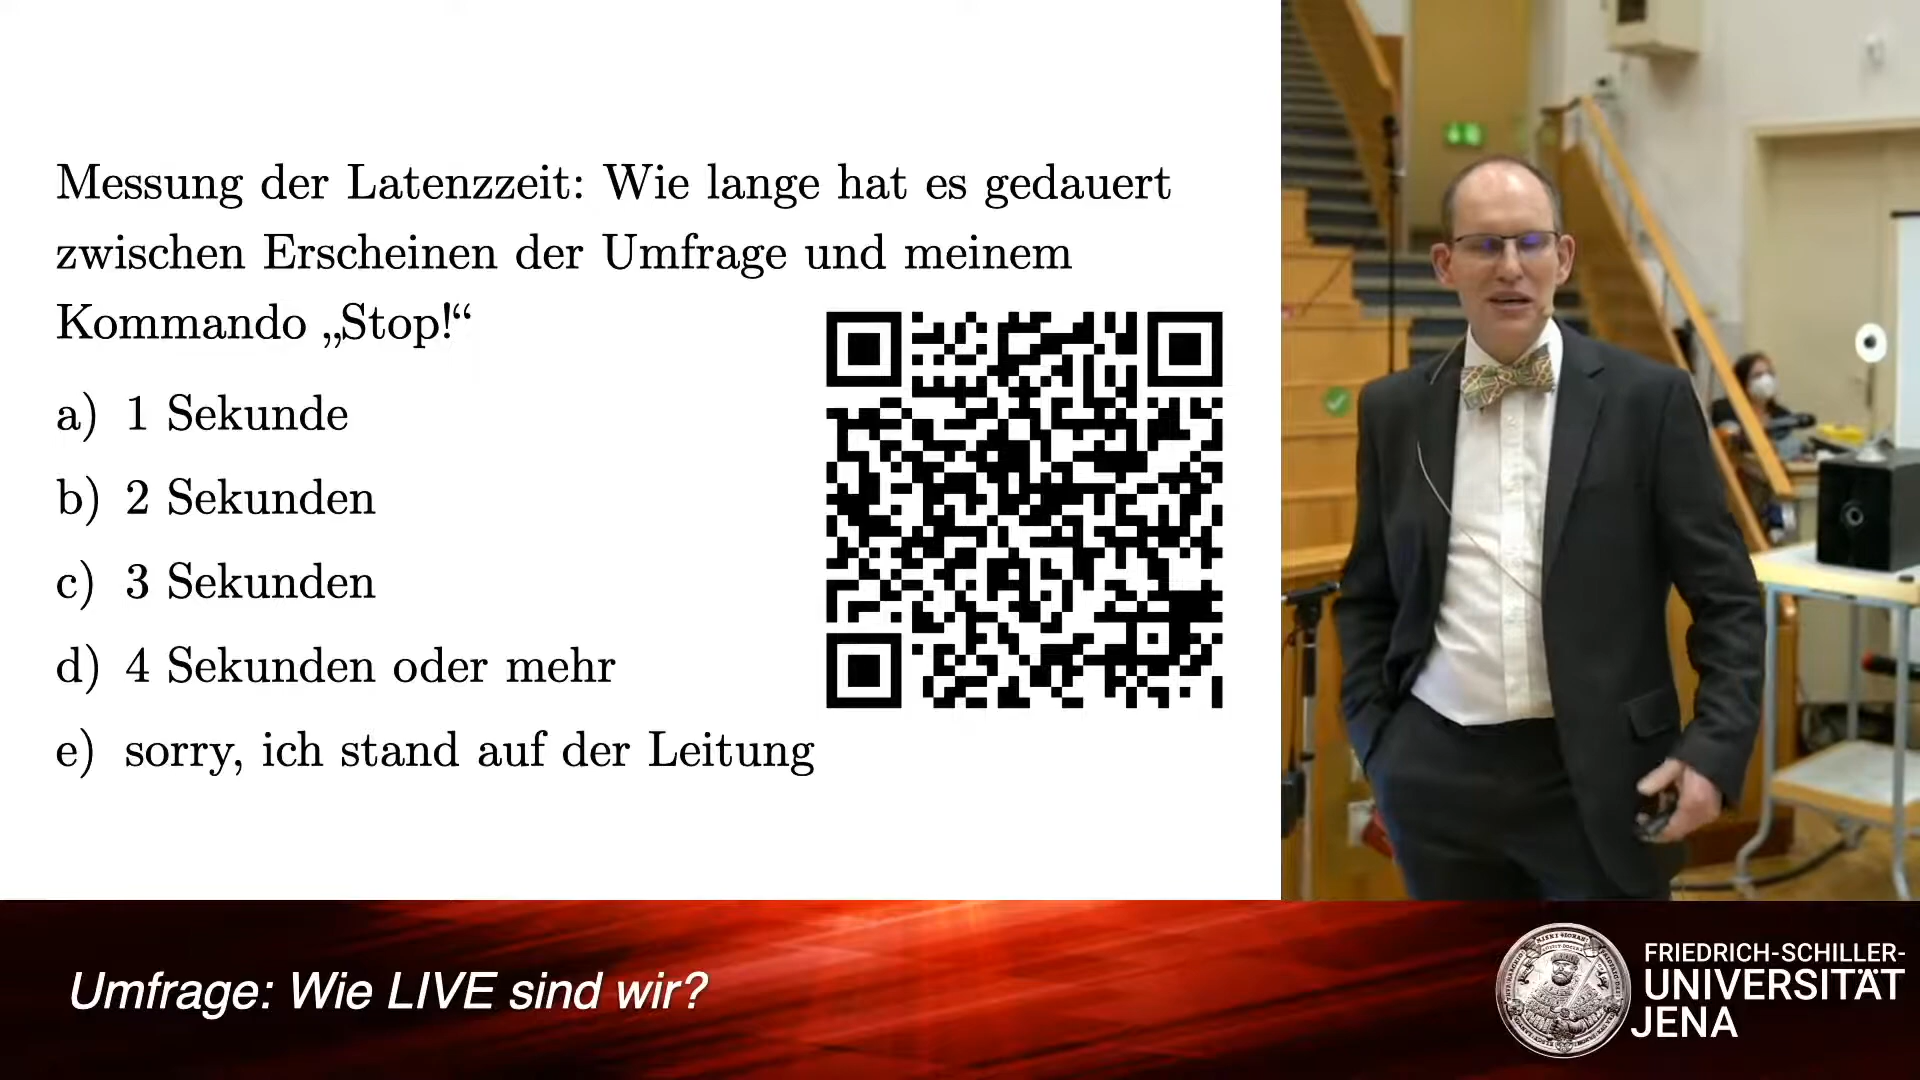 Messung der Latenzzeit: Wie lange hat es gedauert
zwischen Erscheinen der Umfrage und meinem
Kommando „Stop!“
a) 1 Sekunde
b) 2 Sekunden
c) 3 Sekunden
d) 4 Sekunden oder mehr
e) sorry, ich stand auf der Leitung
Umfrage: Wie LIVE sind wir?
FRIEDRICH-SCHILLER-
UNIVERSITÄT
JENA